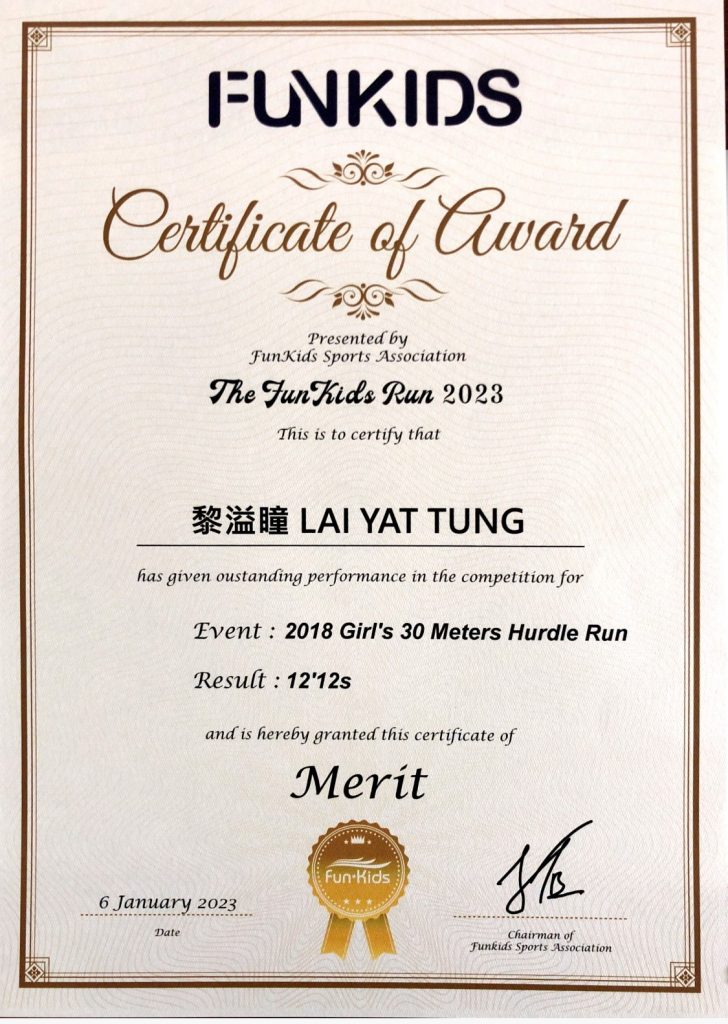 FUNKIDS
Certificate of Award
Presented by
FunKids Sports Association
The FunKids Run 2023
This is to certify that
黎溢瞳 LAI YAT TUNG
has given oustanding performance in the competition for
Event : 2018 Girl's 30 Meters Hurdle Run
Result : 12'12s
and is hereby granted this certificate of
Merit
Fun·Kids
6 January 2023
Date
Chairman of
Funkids Sports Association